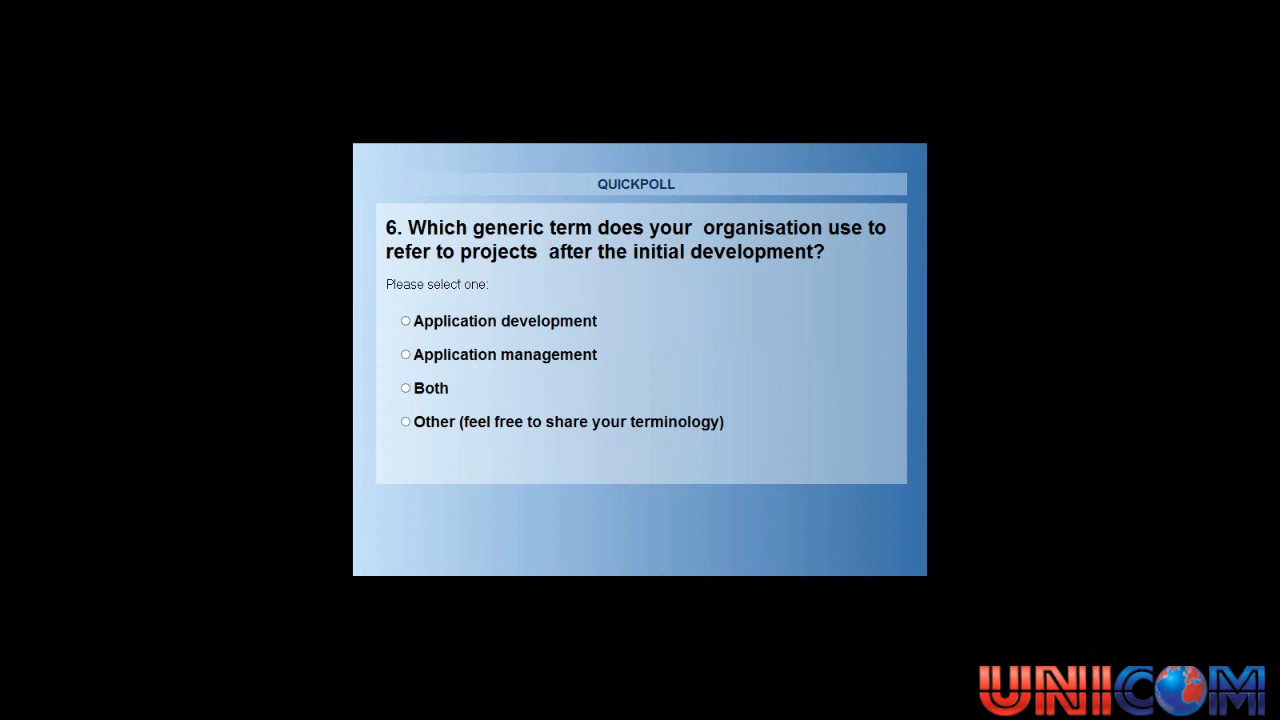 QUICKPOLL
6. Which generic term does your organisation use to
refer to projects after the initial development?
Please select one:
Application development
Application management
Both
Other (feel free to share your terminology)
UNICOM